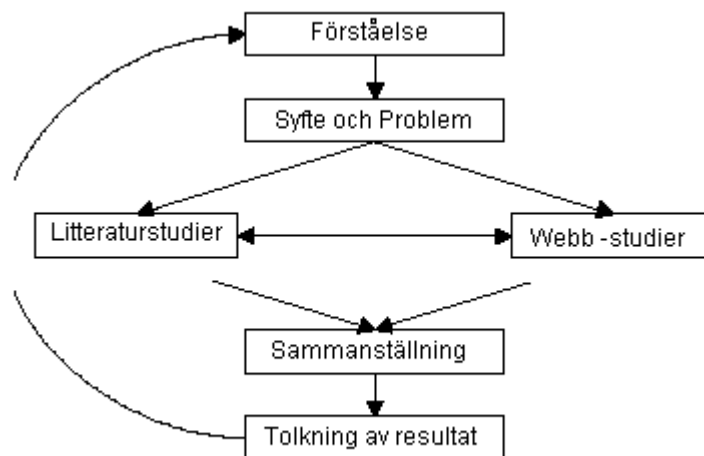 Förståelse
Syfte och Problem
Litteraturstudier
Webb -studier
Sammanställning
Tolkning av resultat